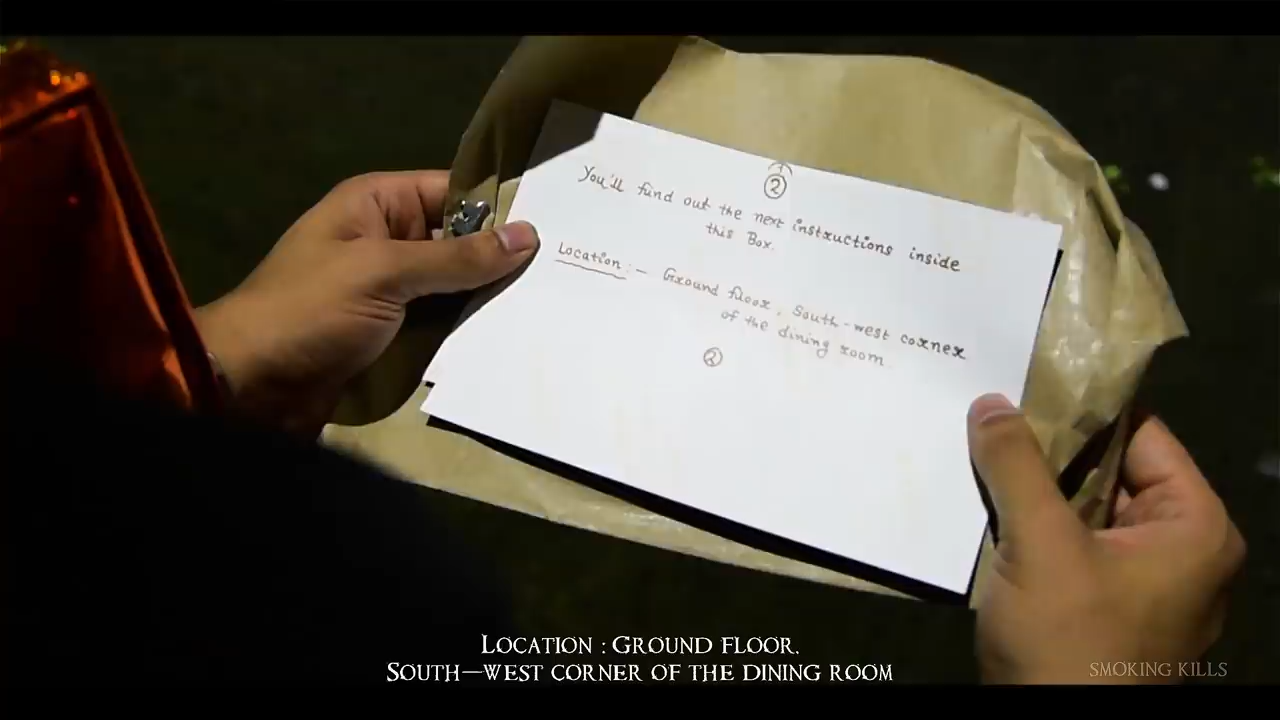 ②
You'll find out the next instructions inside
this Box.
Location :- Ground floor, South-west corner
of the dining room
②
LOCATION : GROUND FLOOR.
SOUTH—WEST CORNER OF THE DINING ROOM
SMOKING KILLS